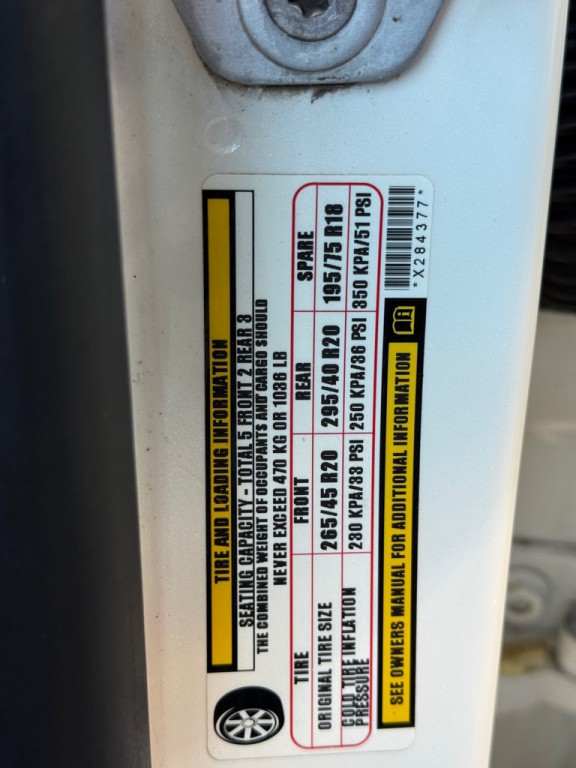 TIRE AND LOADING INFORMATION
SEATING CAPACITY - TOTAL 5 FRONT 2 REAR 3
THE COMBINED WEIGHT OF OCCUPANTS AND CARGO SHOULD
NEVER EXCEED 470 KG OR 1036 LB
TIRE FRONT REAR SPARE
ORIGINAL TIRE SIZE 265/45 R20 295/40 R20 195/75 R18
COLD TIRE INFLATION
PRESSURE 230 KPA/33 PSI 250 KPA/36 PSI 350 KPA/51 PSI
SEE OWNERS MANUAL FOR ADDITIONAL INFORMATION
*X284377*